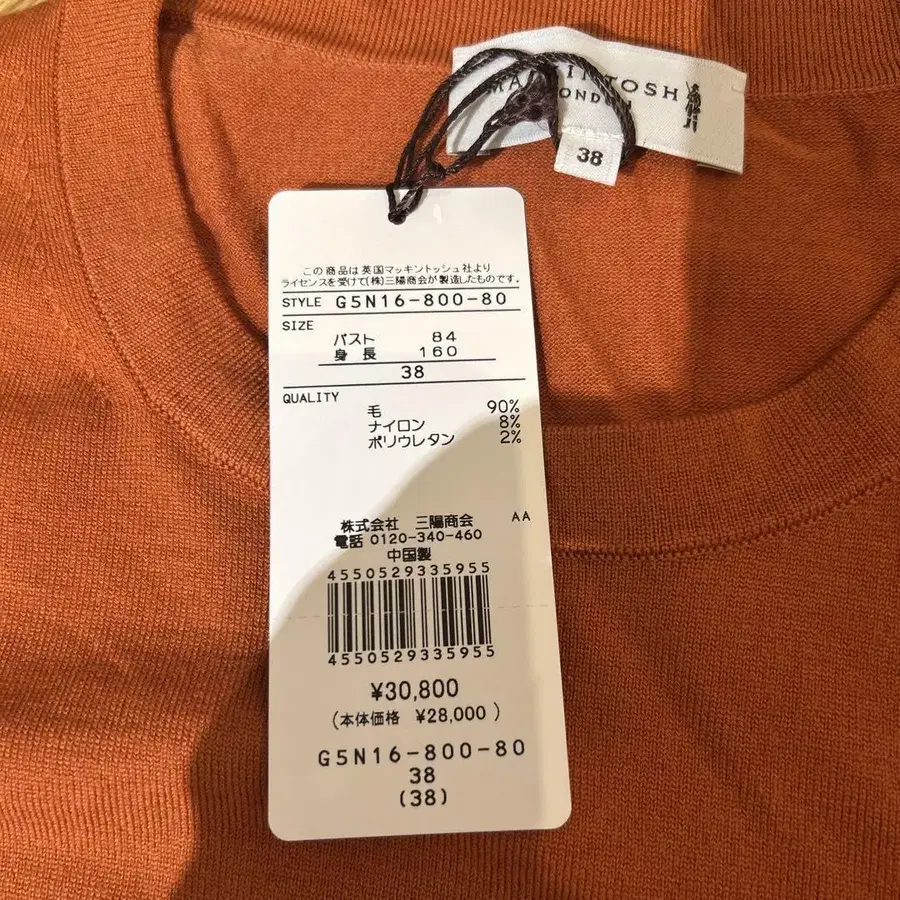 TOSH
38
この商品は英国マッキントッシュ社より
ライセンスを受けて(株)三陽商会が製造したものです。
STYLE G5N16-800-80
SIZE
バスト 84
身長 160
38
QUALITY
毛 90%
ナイロン 8%
ポリウレタン 2%
株式会社 三陽商会 AA
電話 0120-340-460
中国製
4550529335955
4550529335955
¥30,800
(本体価格 ¥28,000)
G5N16-800-80
38
(38)